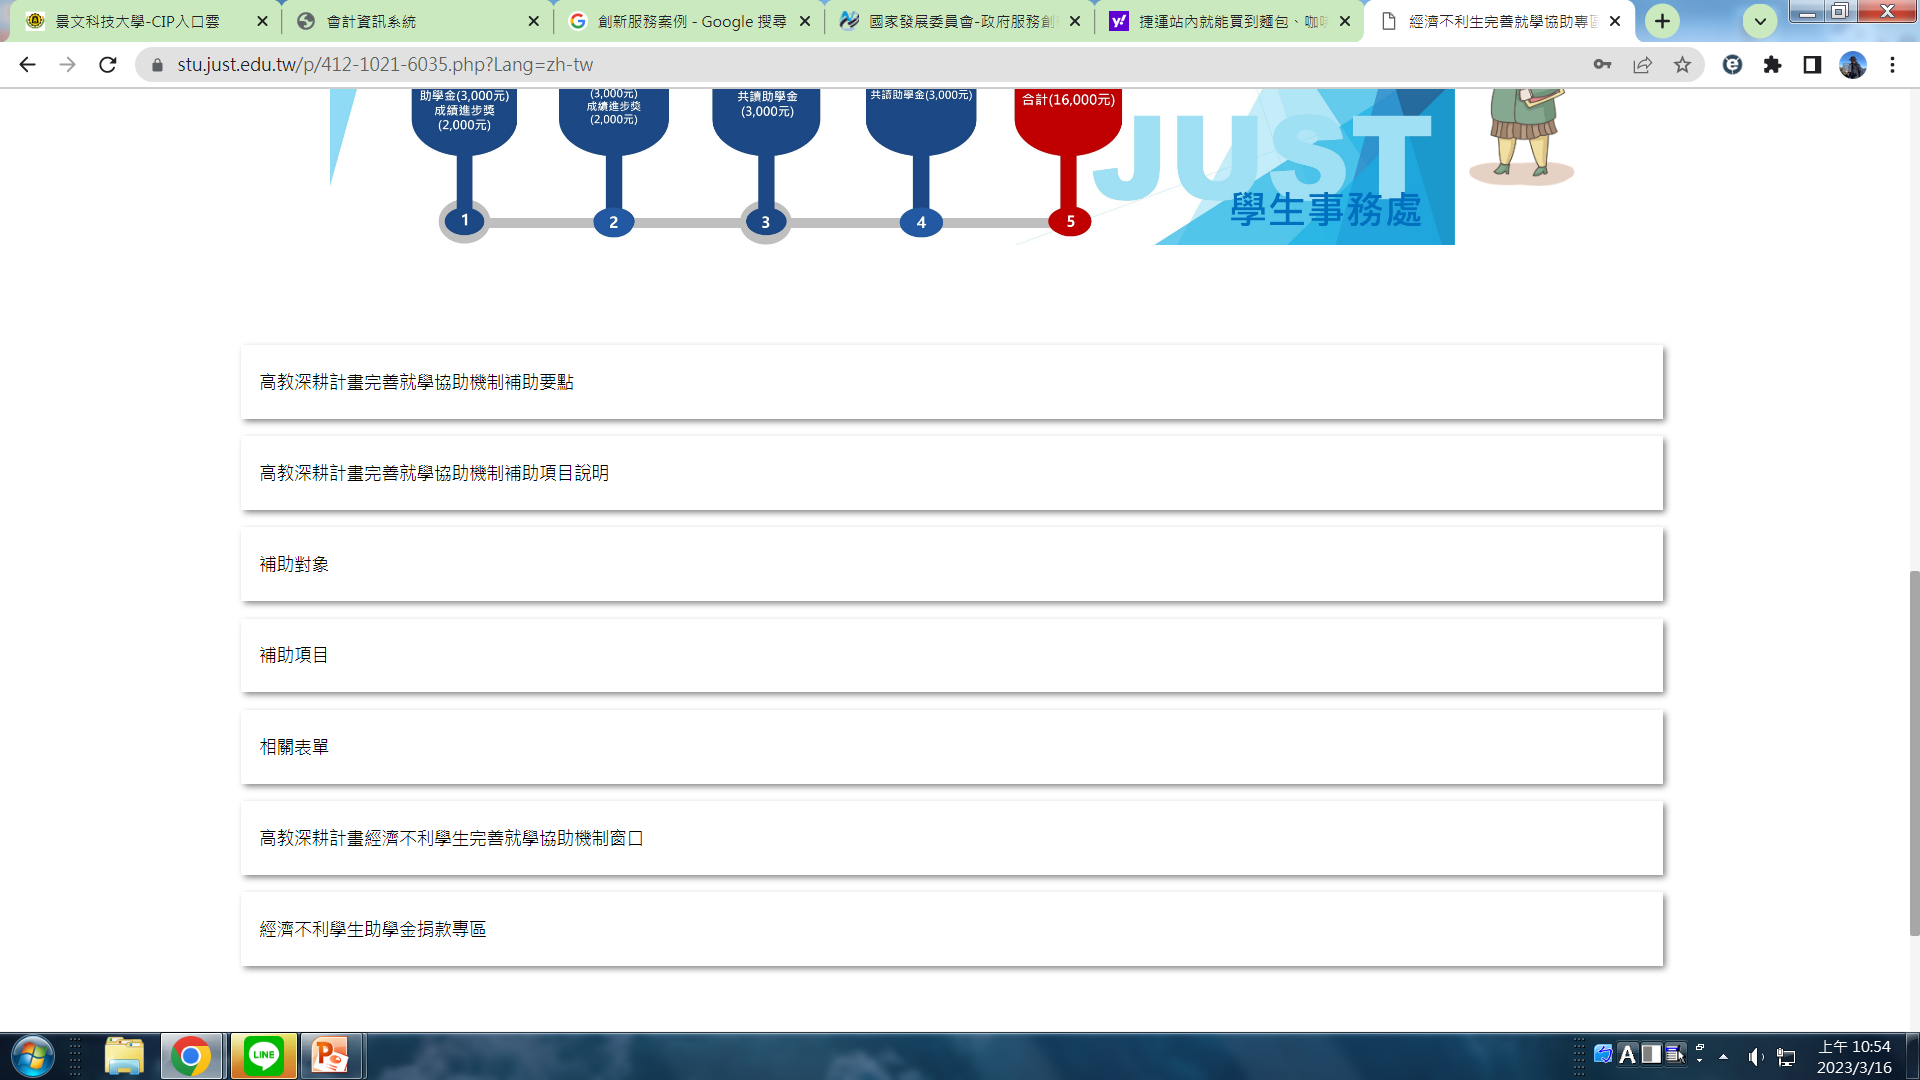 景文科技大學-CIP入口雲
會計資訊系統
創新服務案例 - Google 搜尋
國家發展委員會-政府服務創
捷運站內就能買到麵包、咖
經濟不利生完善就學協助專
stu.just.edu.tw/p/412-1021-6035.php?Lang=zh-tw
助學金(3,000元)
成績進步獎
(2,000元)
(3,000元)
成績進步獎
(2,000元)
共讀助學金
(3,000元)
共讀助學金(3,000元)
合計(16,000元)
JUST
學生事務處
1
2
3
4
5
高教深耕計畫完善就學協助機制補助要點
高教深耕計畫完善就學協助機制補助項目說明
補助對象
補助項目
相關表單
高教深耕計畫經濟不利學生完善就學協助機制窗口
經濟不利學生助學金捐款專區
LINE
A
上午 10:54
2023/3/16